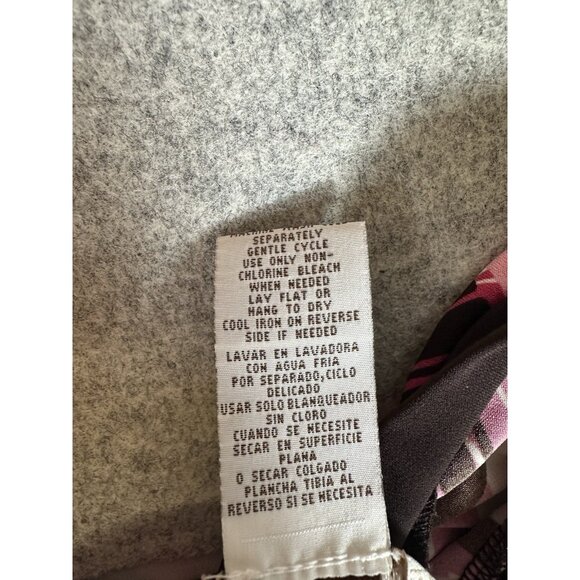 SEPARATELY
GENTLE CYCLE
USE ONLY NON-
CHLORINE BLEACH
WHEN NEEDED
LAY FLAT OR
HANG TO DRY
COOL IRON ON REVERSE
SIDE IF NEEDED
LAVAR EN LAVADORA
CON AGUA FRIA
POR SEPARADO,CICLO
DELICADO
USAR SOLO BLANQUEADOR
SIN CLORO
CUANDO SE NECESITE
SECAR EN SUPERFICIE
PLANA
O SECAR COLGADO
PLANCHA TIBIA AL
REVERSO SI SE NECESITA